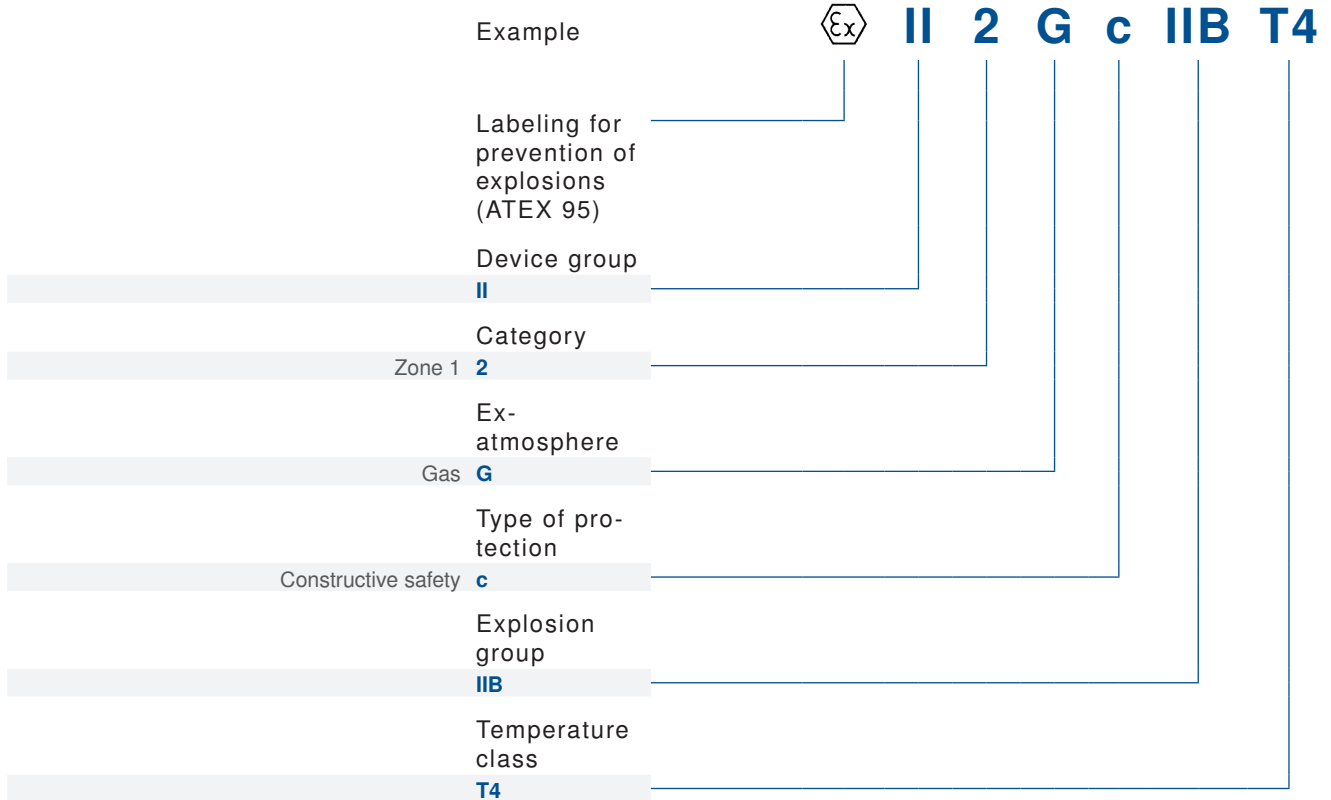 Example Ex II 2 G c IIB T4
Labeling for
prevention of
explosions
(ATEX 95)
Device group
II
Category
Zone 1 2
Ex-
atmosphere
Gas G
Type of pro-
tection
Constructive safety c
Explosion
group
IIB
Temperature
class
T4